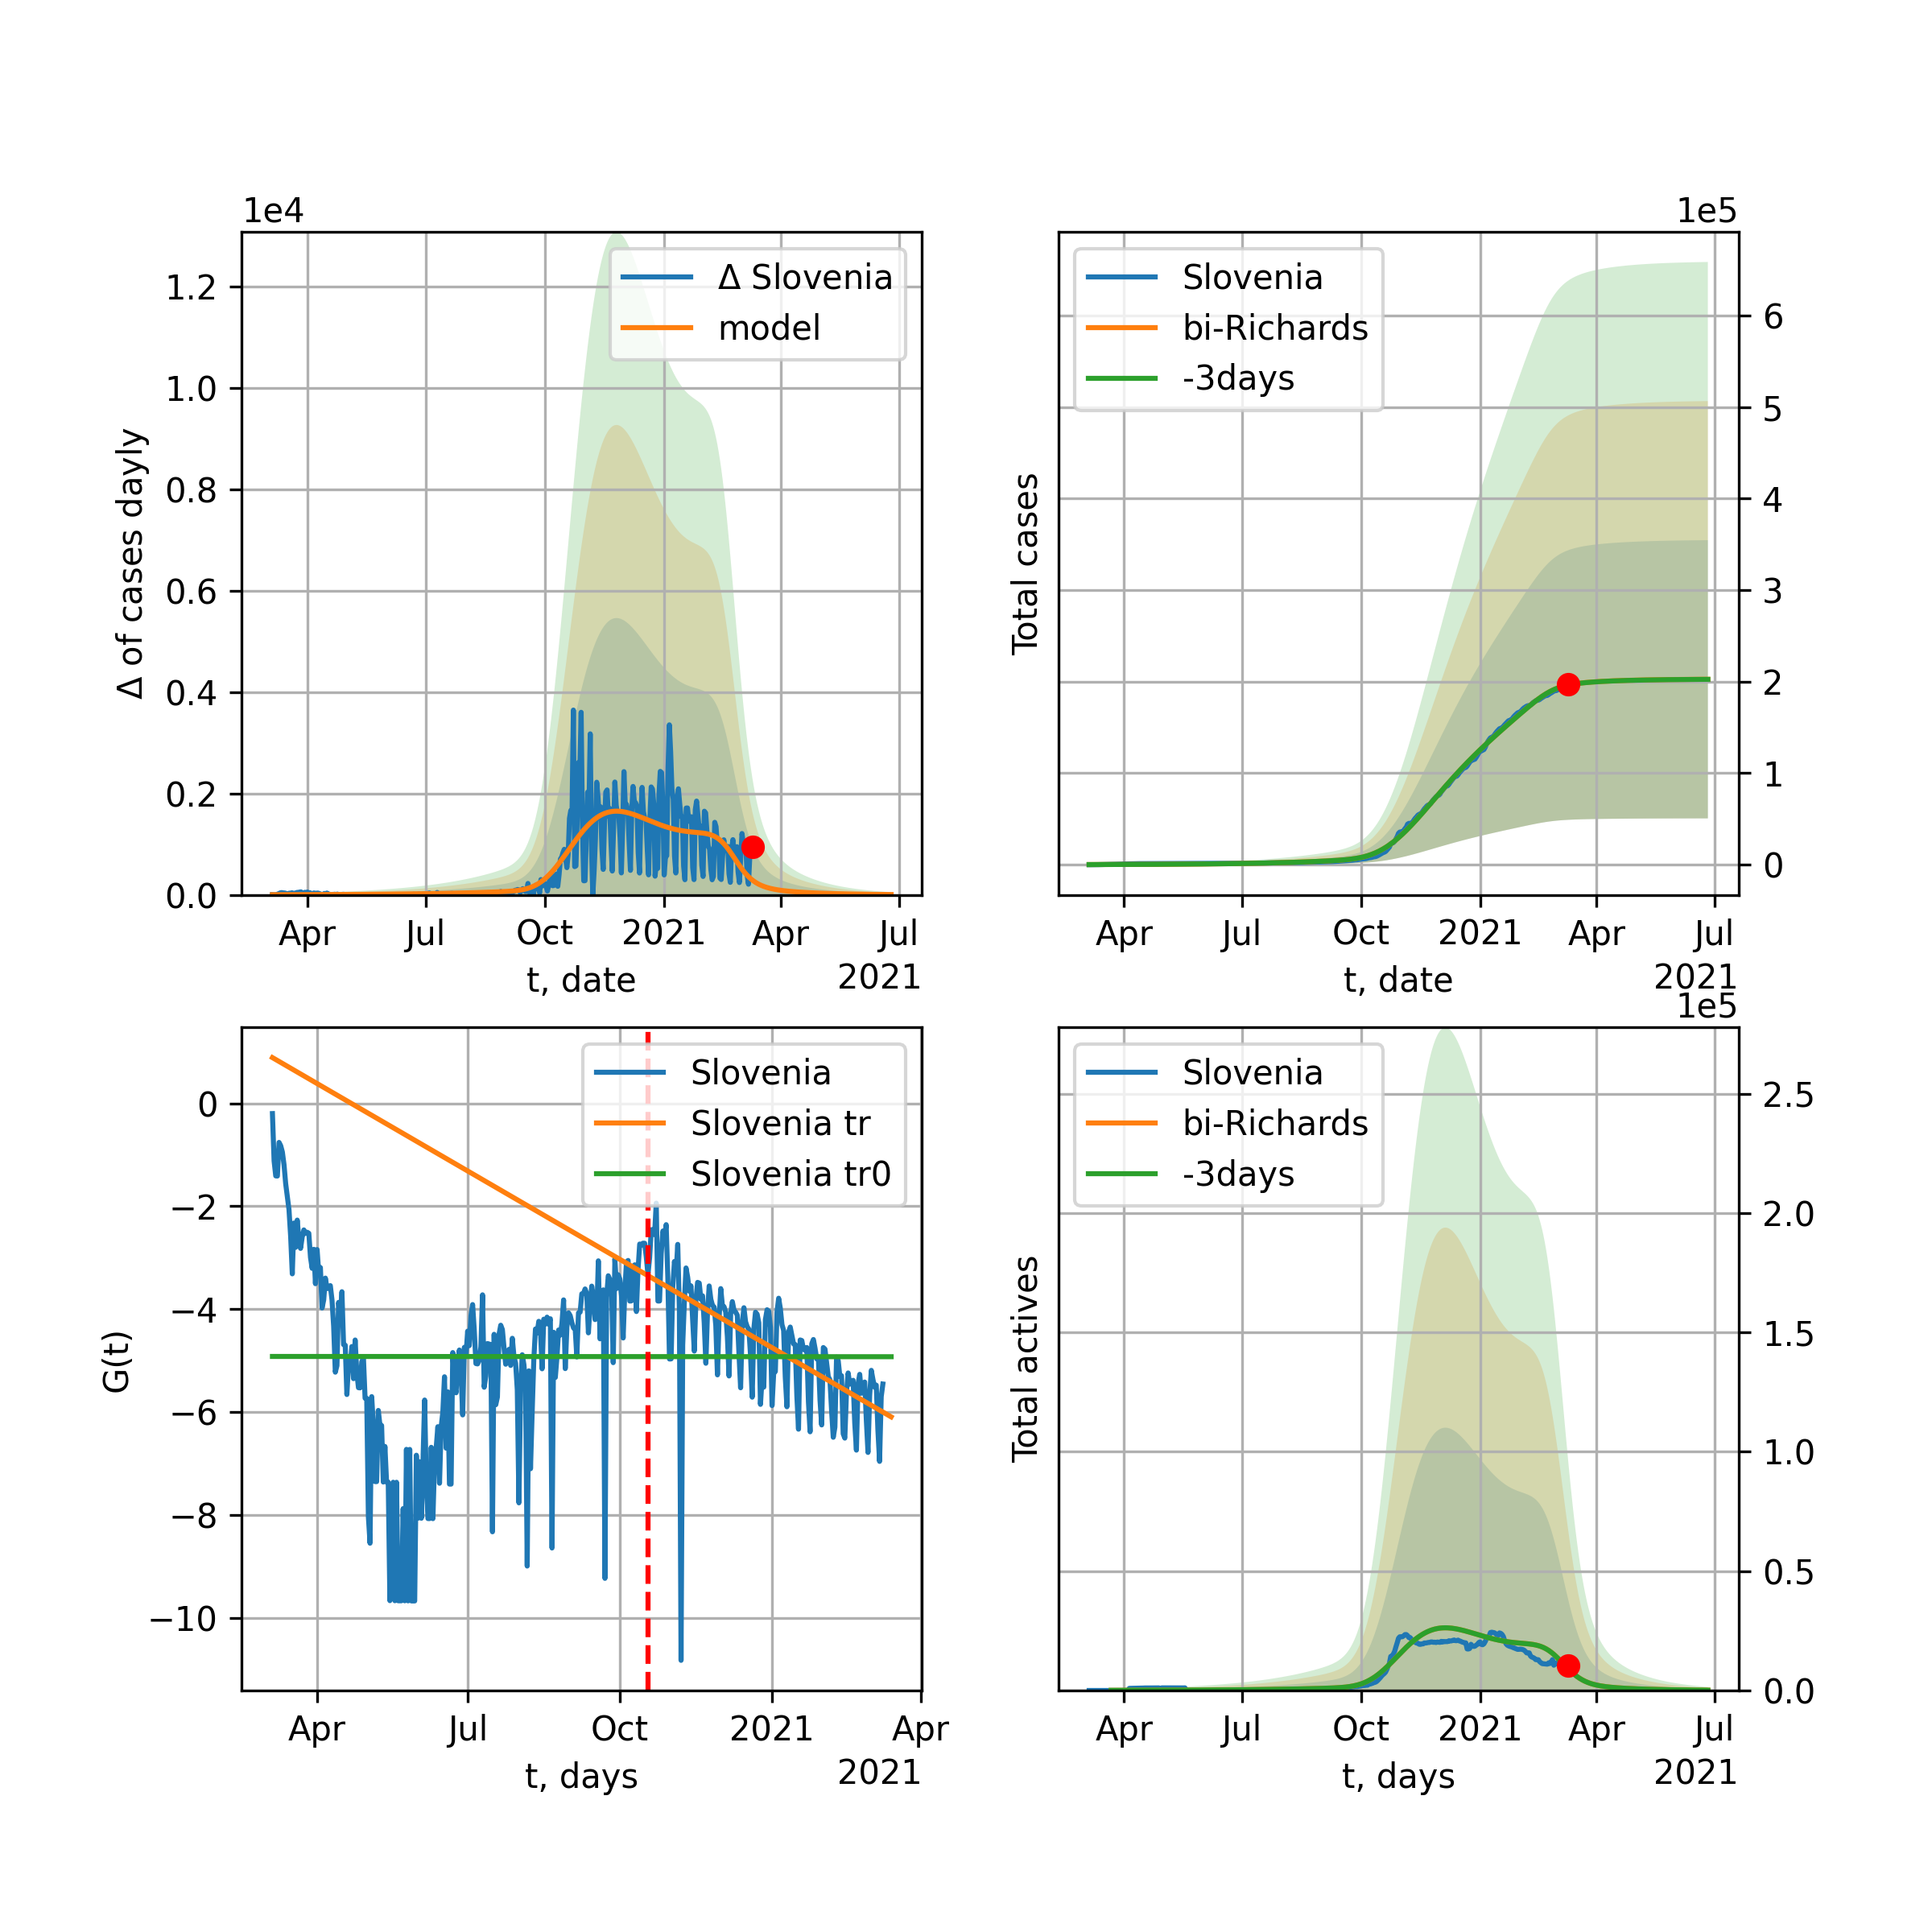 1e4
Δ of cases dayly
1.2
1.0
0.8
0.6
0.4
0.2
0.0
Δ Slovenia
model
Apr Jul Oct 2021 Apr Jul
t, date
2021
1e5
Total cases
Slovenia
bi-Richards
-3days
6
5
4
3
2
1
0
Apr Jul Oct 2021 Apr Jul
t, date
2021
G(t)
0
−2
−4
−6
−8
−10
Slovenia
Slovenia tr
Slovenia tr0
Apr Jul Oct 2021 Apr
t, days
2021
1e5
Total actives
Slovenia
bi-Richards
-3days
2.5
2.0
1.5
1.0
0.5
0.0
Apr Jul Oct 2021 Apr Jul
t, days
2021